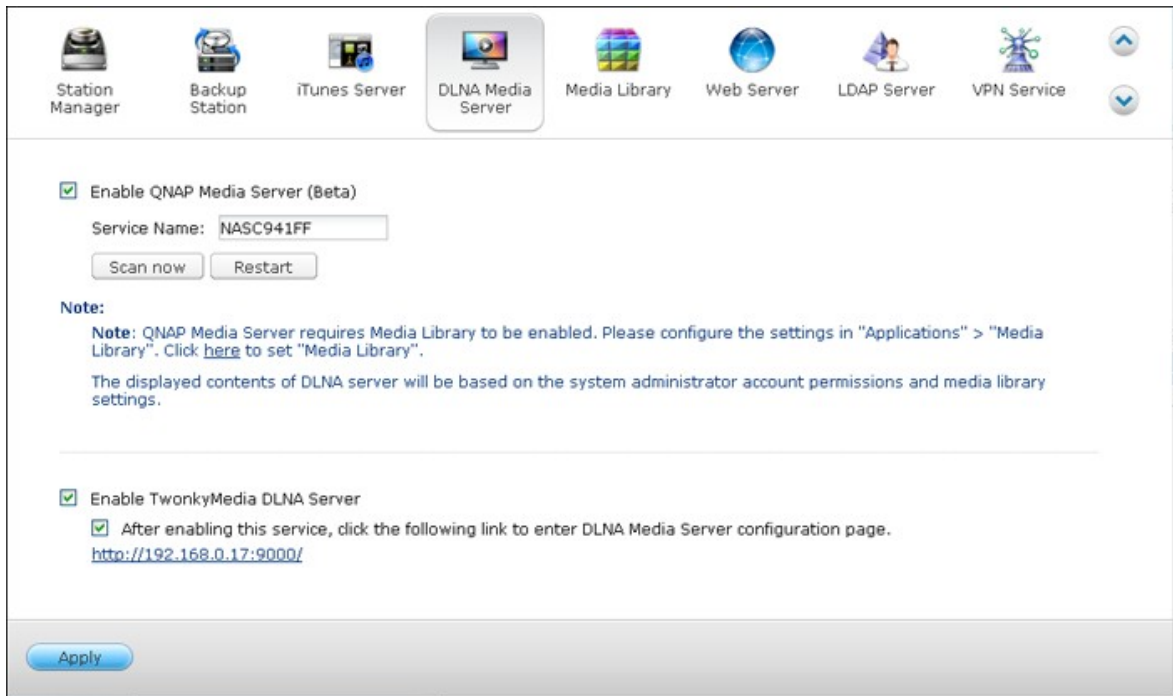 Station Manager
Backup Station
iTunes Server
DLNA Media Server
Media Library
Web Server
LDAP Server
VPN Service
Enable QNAP Media Server (Beta)
Service Name: NASC941FF
Scan now Restart
Note:
Note: QNAP Media Server requires Media Library to be enabled. Please configure the settings in "Applications" > "Media
Library". Click here to set "Media Library".
The displayed contents of DLNA server will be based on the system administrator account permissions and media library
settings.
Enable TwonkyMedia DLNA Server
After enabling this service, click the following link to enter DLNA Media Server configuration page.
http://192.168.0.17:9000/
Apply